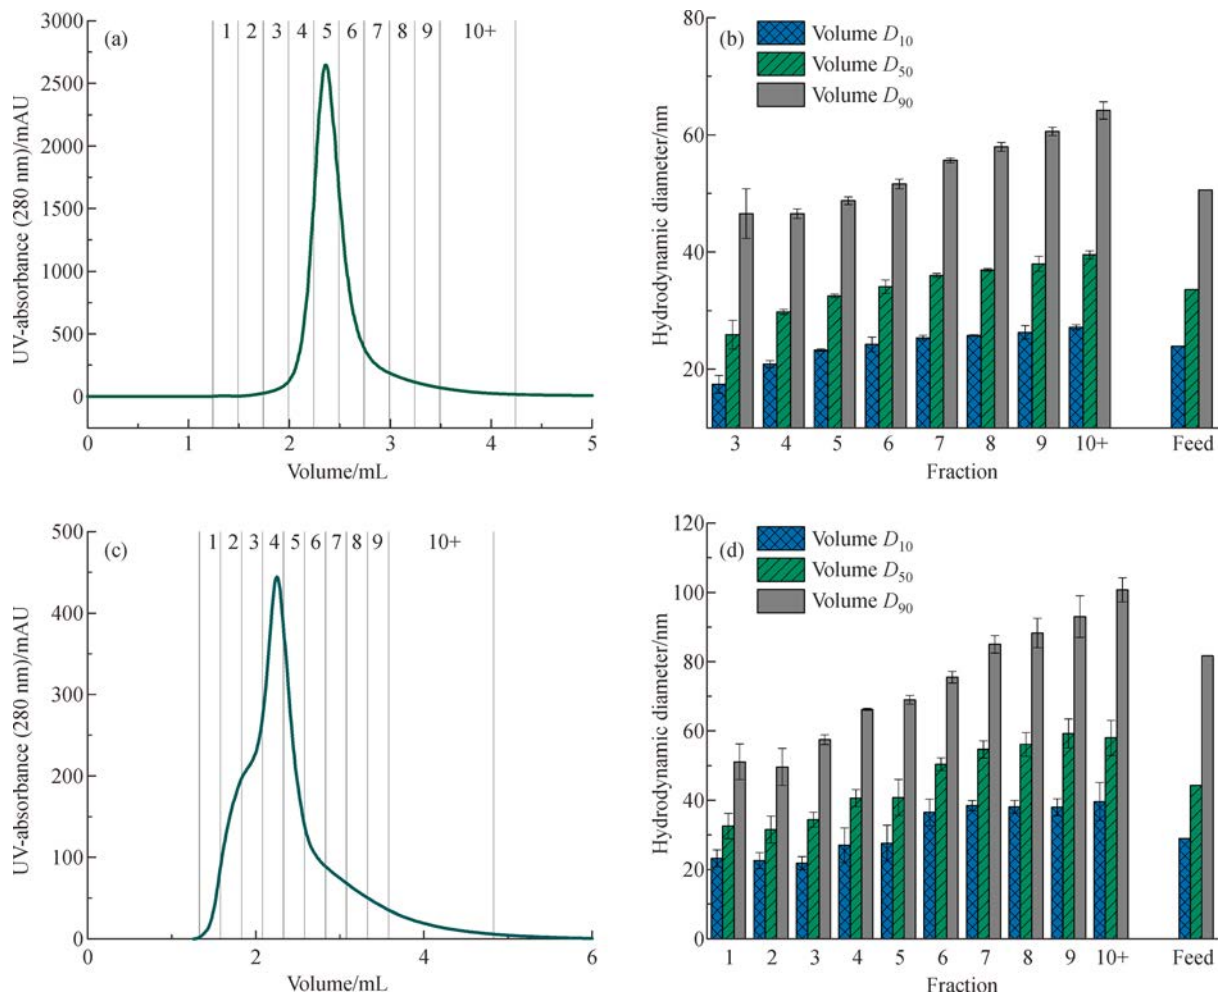 (a)
1 2 3 4 5 6 7 8 9 10+
3000
2500
2000
1500
1000
500
0
UV-absorbance (280 nm)/mAU
0 1 2 3 4 5
Volume/mL
(b)
Volume D10
Volume D50
Volume D90
80
60
40
20
Hydrodynamic diameter/nm
3 4 5 6 7 8 9 10+ Feed
Fraction
(c)
1 2 3 4 5 6 7 8 9 10+
500
400
300
200
100
0
UV-absorbance (280 nm)/mAU
0 2 4 6
Volume/mL
(d)
Volume D10
Volume D50
Volume D90
120
100
80
60
40
20
0
Hydrodynamic diameter/nm
1 2 3 4 5 6 7 8 9 10+ Feed
Fraction